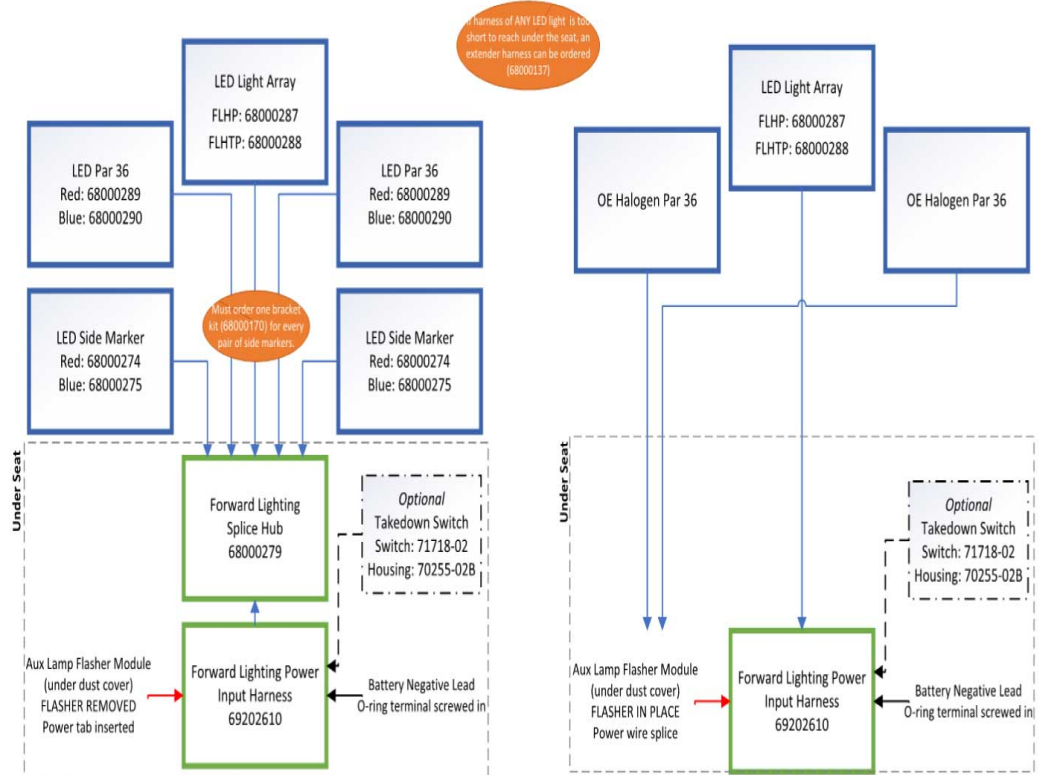 If harness of ANY LED light is too
short to reach under the seat, an
extender harness can be ordered
(68000137)
LED Light Array
FLHP: 68000287
FLHTP: 68000288
LED Par 36
Red: 68000289
Blue: 68000290
LED Par 36
Red: 68000289
Blue: 68000290
Must order one bracket
kit (68000170) for every
pair of side markers.
LED Side Marker
Red: 68000274
Blue: 68000275
LED Side Marker
Red: 68000274
Blue: 68000275
Under Seat
Forward Lighting
Splice Hub
68000279
Optional
Takedown Switch
Switch: 71718-02
Housing: 70255-02B
Aux Lamp Flasher Module
(under dust cover)
FLASHER REMOVED
Power tab inserted
Forward Lighting Power
Input Harness
69202610
Battery Negative Lead
O-ring terminal screwed in
LED Light Array
FLHP: 68000287
FLHTP: 68000288
OE Halogen Par 36
OE Halogen Par 36
Under Seat
Optional
Takedown Switch
Switch: 71718-02
Housing: 70255-02B
Aux Lamp Flasher Module
(under dust cover)
FLASHER IN PLACE
Power wire splice
Forward Lighting Power
Input Harness
69202610
Battery Negative Lead
O-ring terminal screwed in